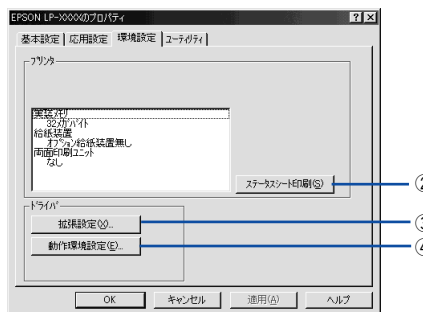 EPSON LP-XXXXのプロパティ
基本設定 応用設定 環境設定 ユーティリティ
プリンタ
実装メモリ
32メガバイト
給紙装置
オプション給紙装置無し
両面印刷ユニット
なし
ステータスシート印刷(S)
②
ドライバ
拡張設定(X)...
③
動作環境設定(E)...
④
OK キャンセル 適用(A) ヘルプ